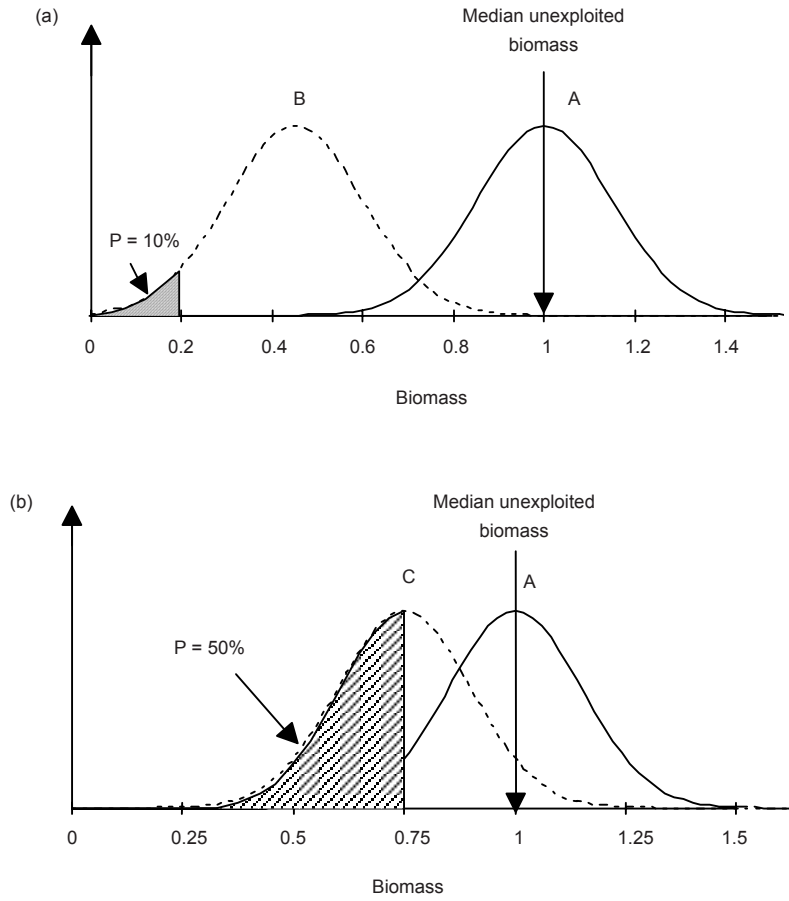 (a)
Median unexploited
biomass
B
A
P = 10%
0 0.2 0.4 0.6 0.8 1 1.2 1.4
Biomass
(b)
Median unexploited
biomass
C
A
P = 50%
0 0.25 0.5 0.75 1 1.25 1.5
Biomass